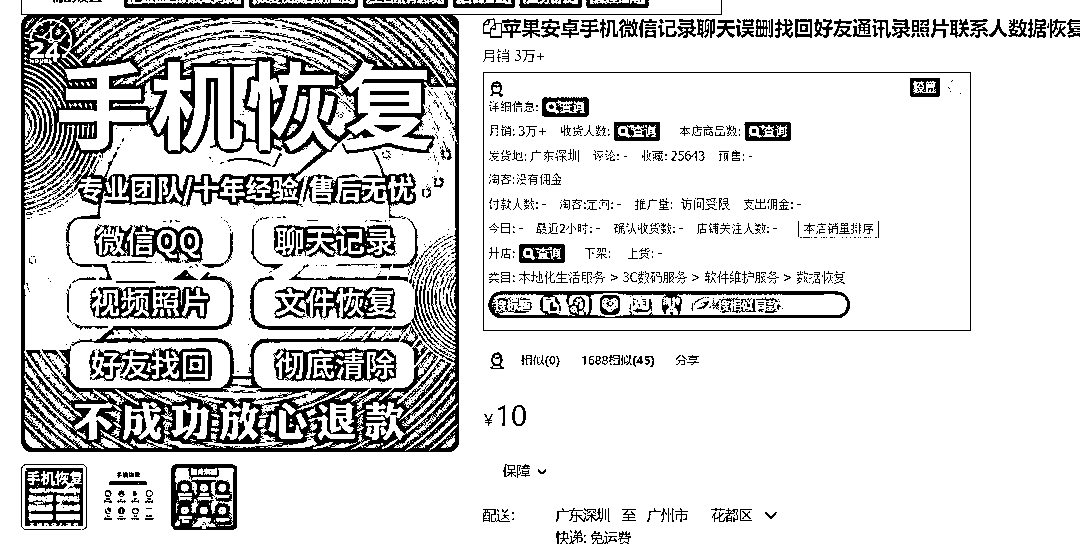 苹果安卓手机微信记录聊天误删找回好友通讯录照片联系人数据恢复
月销 3万+
24
手机恢复
专业团队/十年经验/售后无忧
微信QQ
聊天记录
视频照片
文件恢复
好友找回
彻底清除
不成功放心退款
手机恢复
详细信息: 查询
月销: 3万+ 收货人数: 查询 本店商品数: 查询
发货地: 广东深圳 评论: - 收藏: 25643 预售: -
淘客:没有佣金
付款人数: - 淘客:定向: - 推广量: 访问受限 支出佣金: -
今日: - 最近2小时: - 确认收货数: - 店铺关注人数: - 本店销量排序
开店: 查询 下架: 上货: -
类目: 本地化生活服务 > 3C数码服务 > 软件维护服务 > 数据恢复
相似(0) 1688相似(45) 分享
¥10
保障
配送: 广东深圳 至 广州市 花都区
快递: 免运费